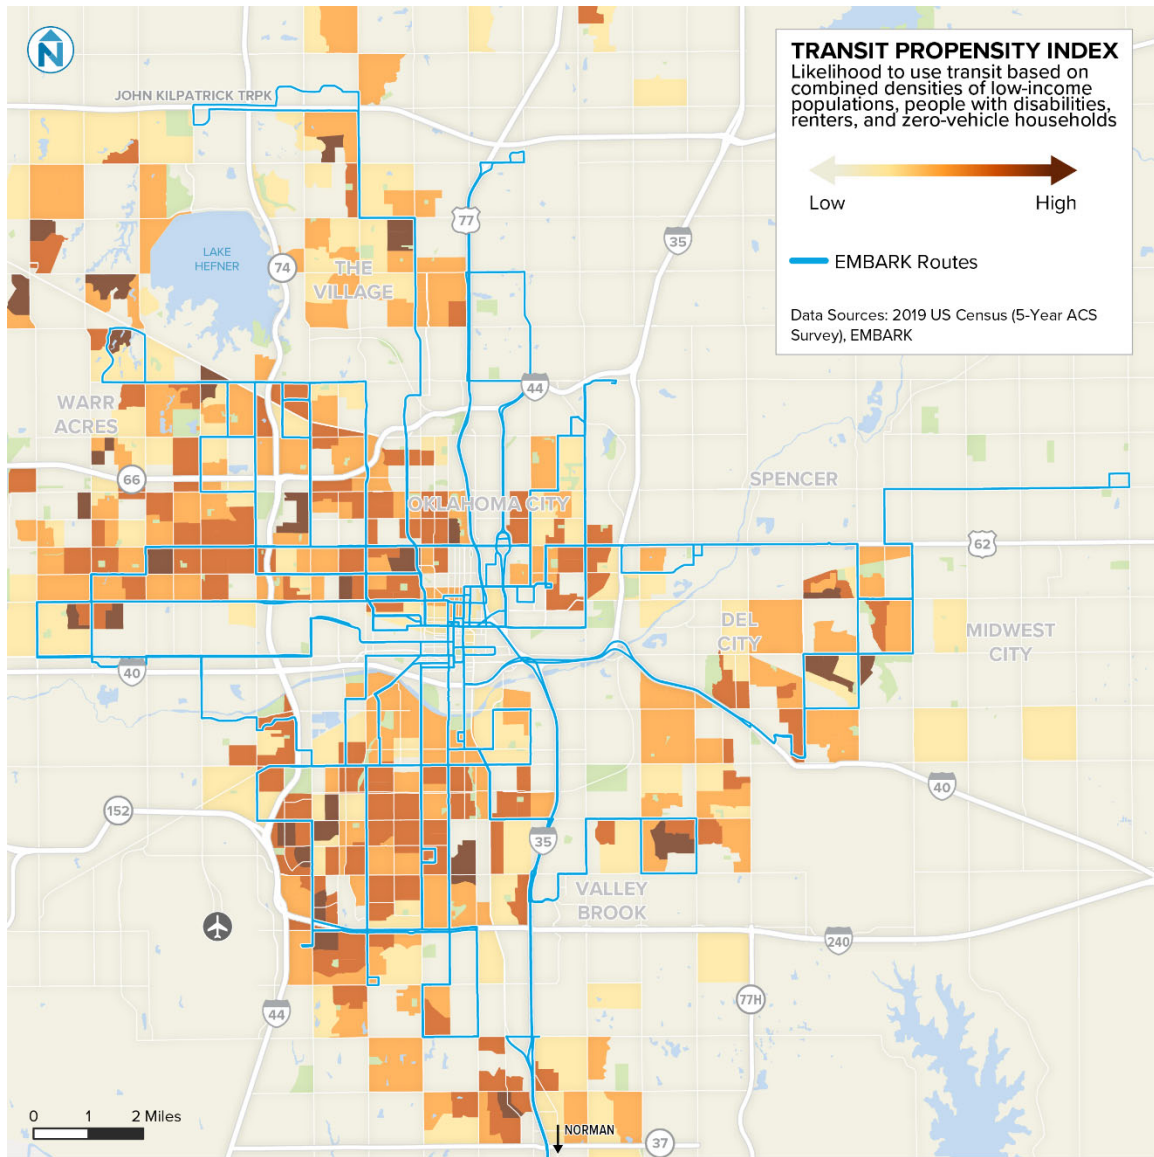 N
TRANSIT PROPENSITY INDEX
Likelihood to use transit based on
combined densities of low-income
populations, people with disabilities,
renters, and zero-vehicle households
Low
High
EMBARK Routes
Data Sources: 2019 US Census (5-Year ACS
Survey), EMBARK
JOHN KILPATRICK TRPK
77
35
LAKE
HEFNER
74
THE
VILLAGE
44
WARR
ACRES
66
SPENCER
OKLAHOMA CITY
62
DEL
CITY
MIDWEST
CITY
40
40
152
35
VALLEY
BROOK
240
77H
44
0 1 2 Miles
NORMAN
37